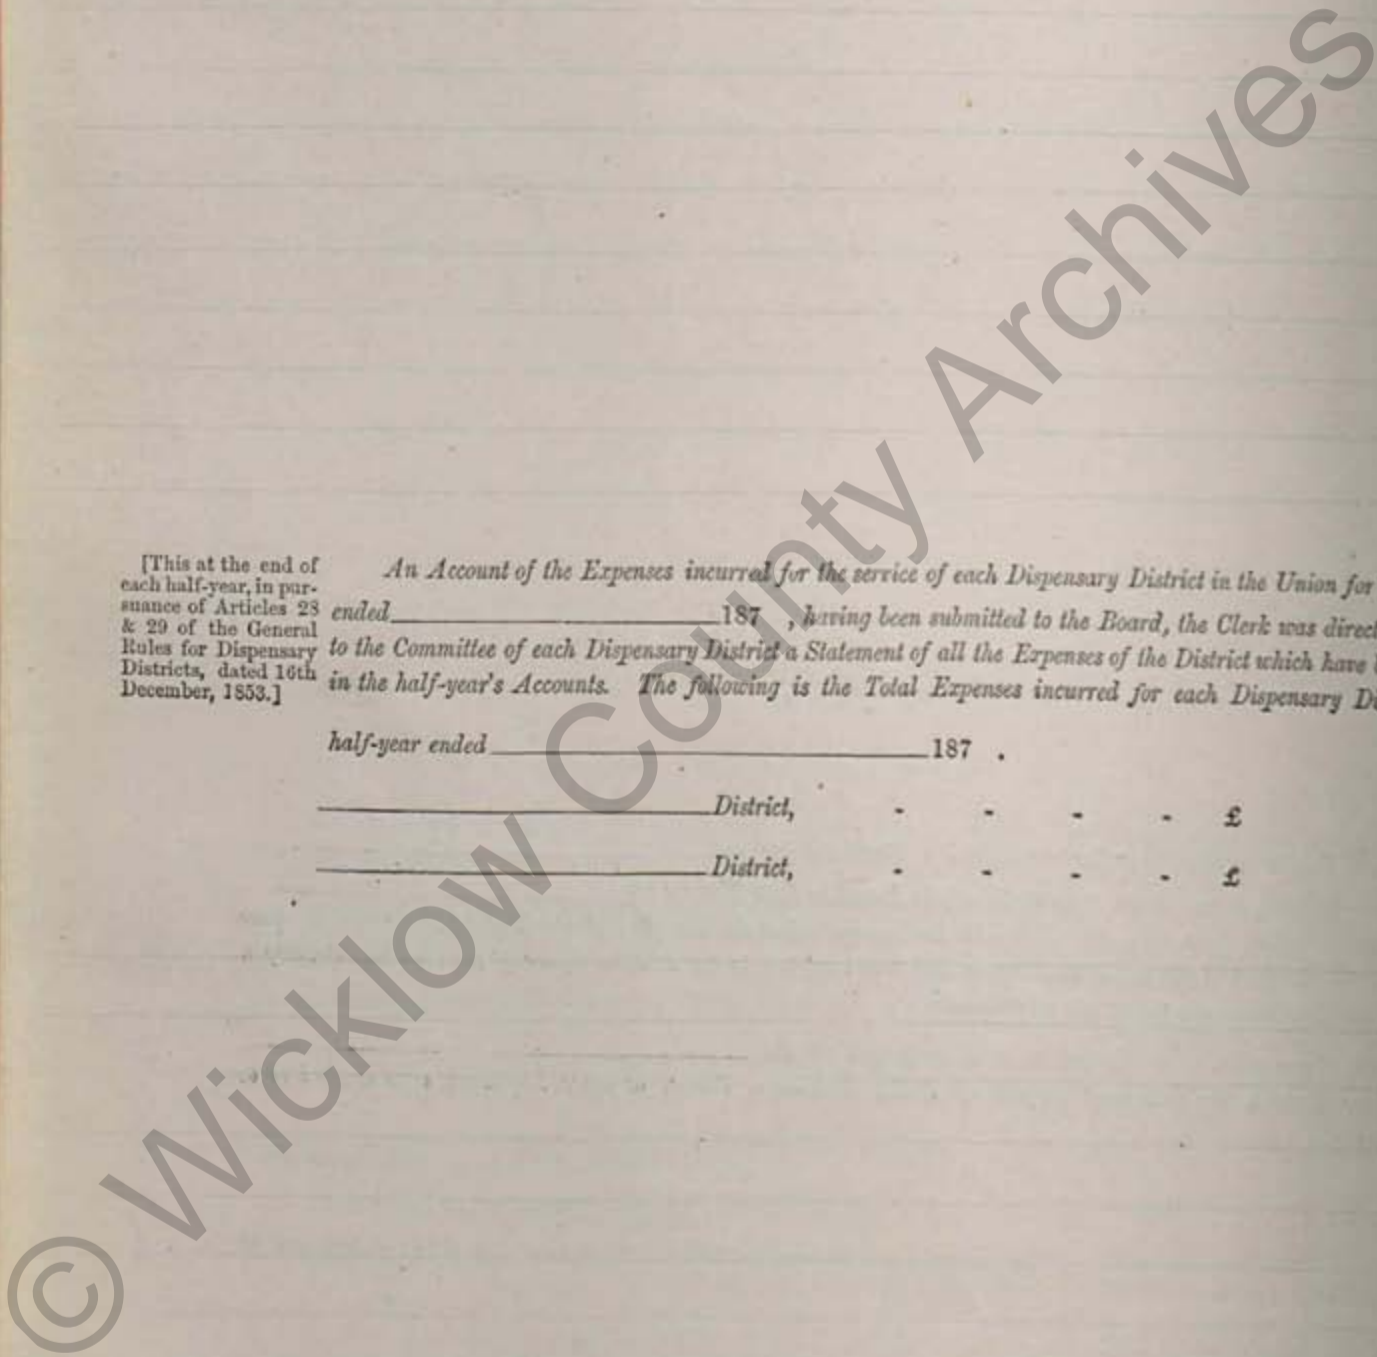 [This at the end of
each half-year, in pur-
suance of Articles 28
& 29 of the General
Rules for Dispensary
Districts, dated 16th
December, 1853.]
An Account of the Expenses incurred for the service of each Dispensary District in the Union for
ended 187 , having been submitted to the Board, the Clerk was direct
to the Committee of each Dispensary District a Statement of all the Expenses of the District which have
in the half-year's Accounts. The following is the Total Expenses incurred for each Dispensary Di
half-year ended 187 .
District, - - - - £
District, - - - - £
© Wicklow County Archives